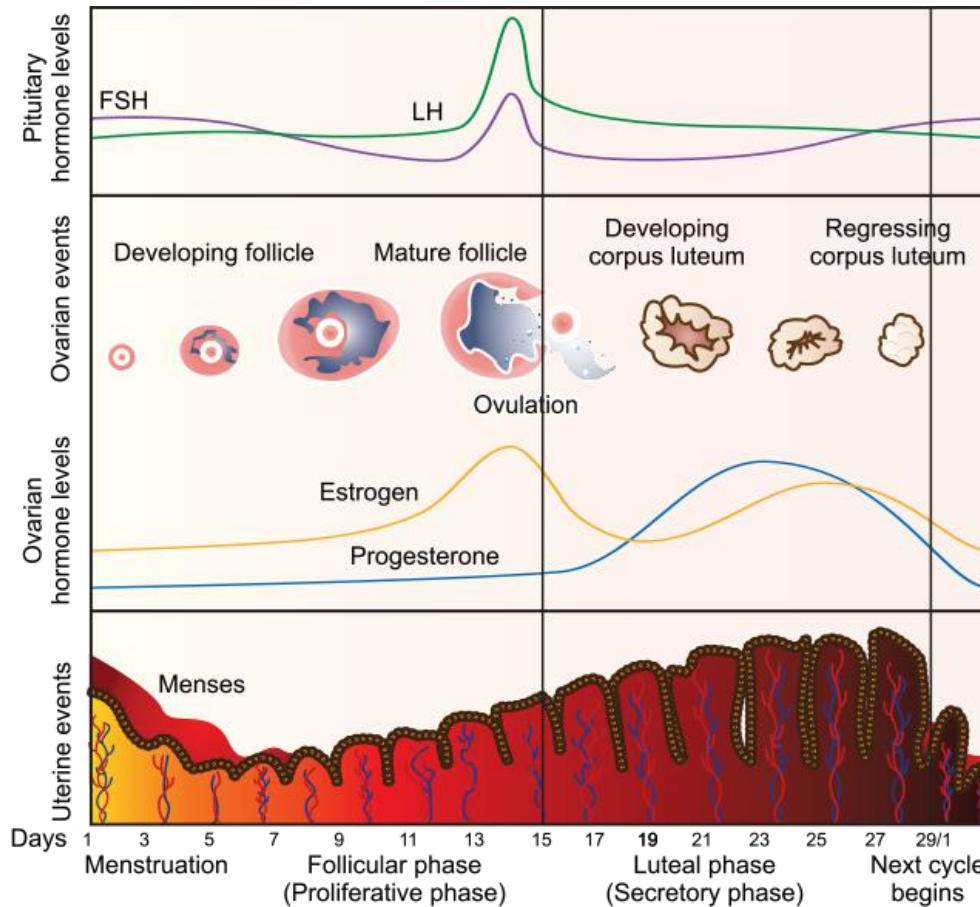 Pituitary
hormone levels
FSH
LH
Ovarian events
Developing follicle
Mature follicle
Developing
corpus luteum
Regressing
corpus luteum
Ovulation
Ovarian
hormone levels
Estrogen
Progesterone
Uterine events
Menses
Days 1 3 5 7 9 11 13 15 17 19 21 23 25 27 29/1
Menstruation
Follicular phase
(Proliferative phase)
Luteal phase
(Secretory phase)
Next cycle
begins